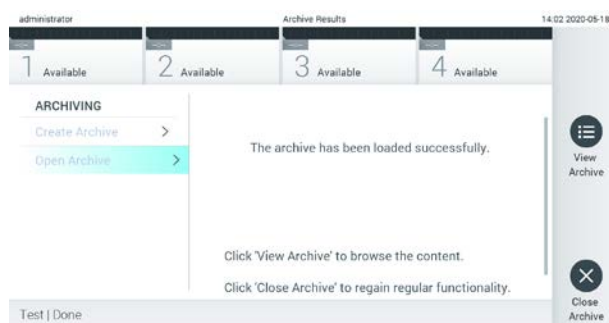 administrator Archive Results 14:02 2020-05-18
1 Available 2 Available 3 Available 4 Available
ARCHIVING
Create Archive
Open Archive
The archive has been loaded successfully.
View
Archive
Click 'View Archive' to browse the content.
Click 'Close Archive' to regain regular functionality.
Close
Archive
Test | Done